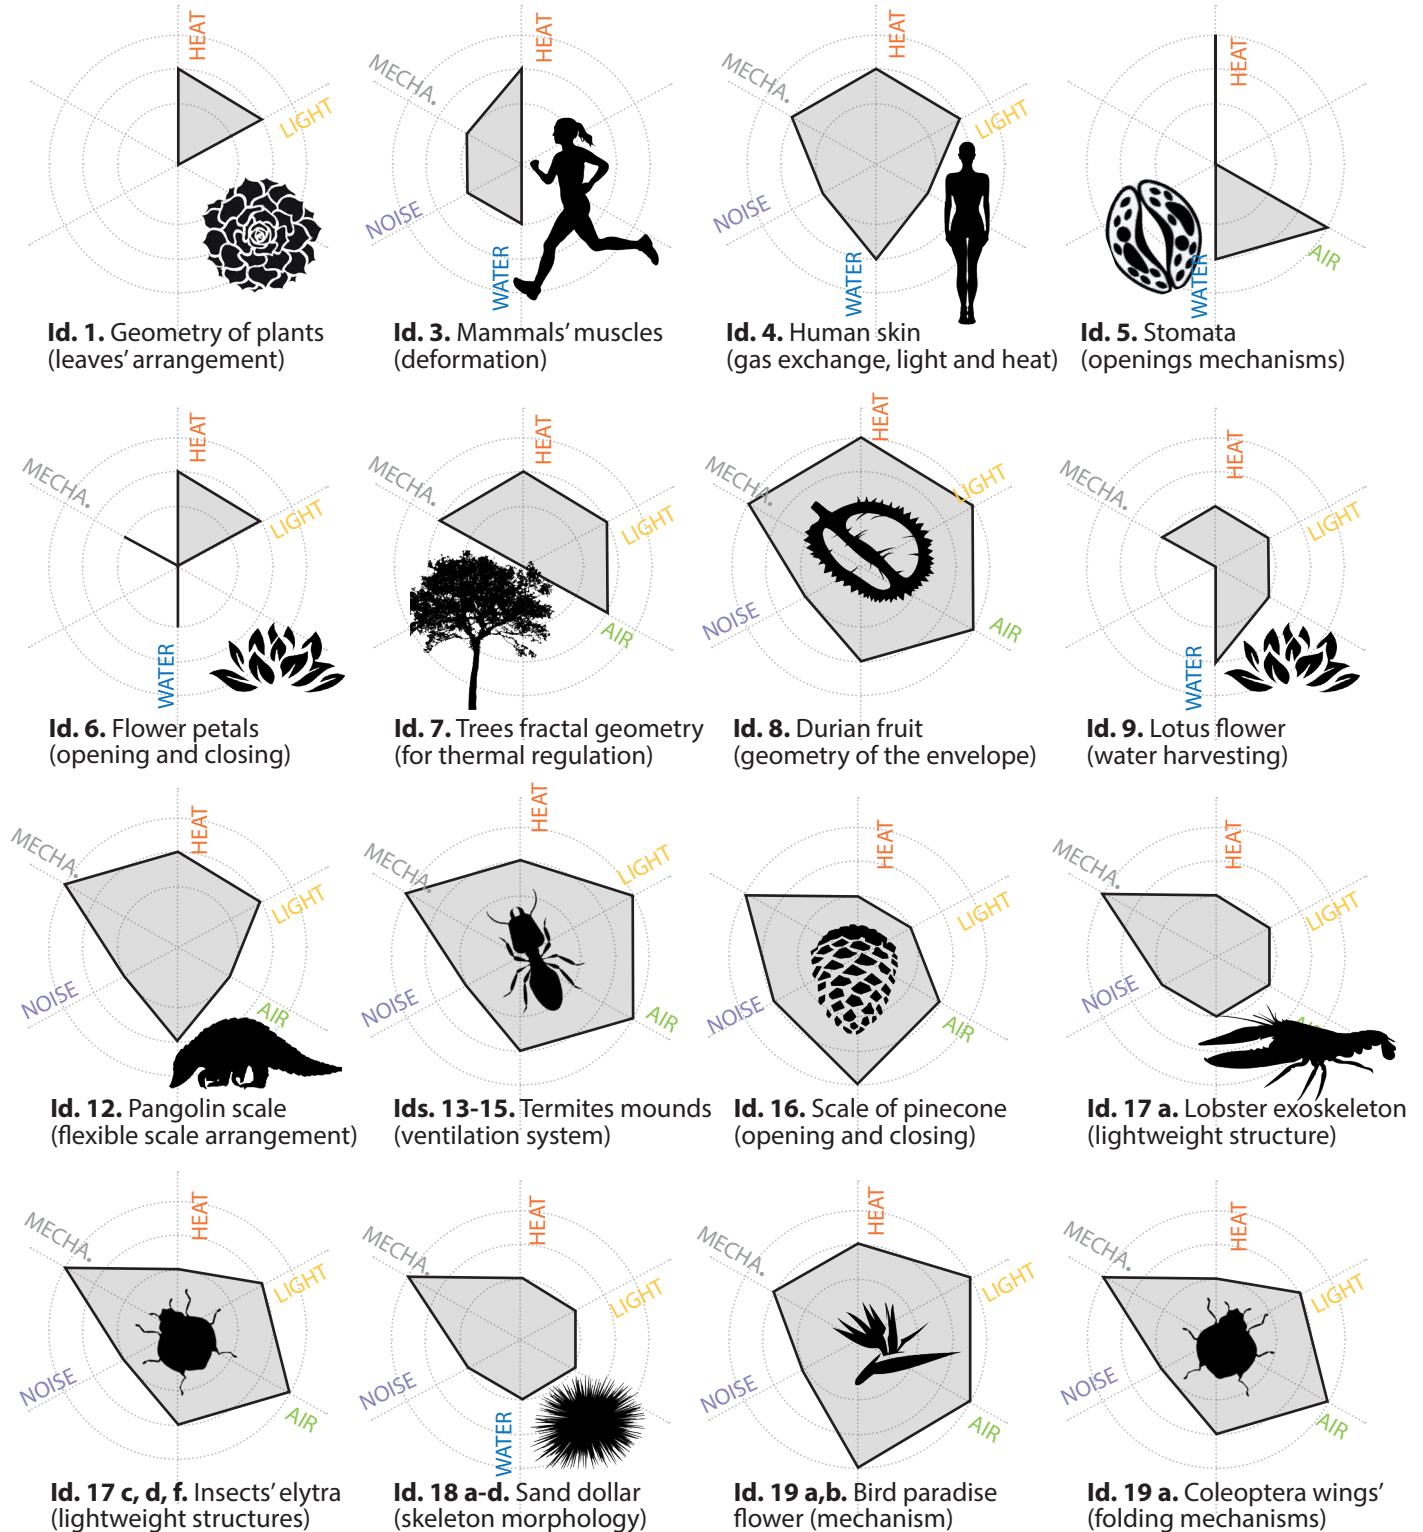 HEAT
LIGHT
Id. 1. Geometry of plants
(leaves’ arrangement)
HEAT
MECHA.
NOISE
WATER
Id. 3. Mammals’ muscles
(deformation)
HEAT
MECHA.
LIGHT
NOISE
WATER
Id. 4. Human skin
(gas exchange, light and heat)
HEAT
AIR
WATER
Id. 5. Stomata
(openings mechanisms)
HEAT
MECHA.
LIGHT
WATER
Id. 6. Flower petals
(opening and closing)
HEAT
MECHA.
LIGHT
AIR
Id. 7. Trees fractal geometry
(for thermal regulation)
HEAT
MECHA.
LIGHT
NOISE
AIR
Id. 8. Durian fruit
(geometry of the envelope)
HEAT
MECHA.
LIGHT
WATER
Id. 9. Lotus flower
(water harvesting)
HEAT
MECHA.
LIGHT
NOISE
AIR
Id. 12. Pangolin scale
(flexible scale arrangement)
HEAT
MECHA.
LIGHT
NOISE
AIR
Ids. 13-15. Termites mounds
(ventilation system)
HEAT
LIGHT
NOISE
AIR
Id. 16. Scale of pinecone
(opening and closing)
HEAT
MECHA.
LIGHT
NOISE
Id. 17 a. Lobster exoskeleton
(lightweight structure)
HEAT
MECHA.
LIGHT
NOISE
AIR
Id. 17 c, d, f. Insects’ elytra
(lightweight structures)
HEAT
MECHA.
LIGHT
NOISE
WATER
Id. 18 a-d. Sand dollar
(skeleton morphology)
HEAT
MECHA.
LIGHT
NOISE
AIR
Id. 19 a,b. Bird paradise
flower (mechanism)
HEAT
MECHA.
LIGHT
NOISE
AIR
Id. 19 a. Coleoptera wings’
(folding mechanisms)